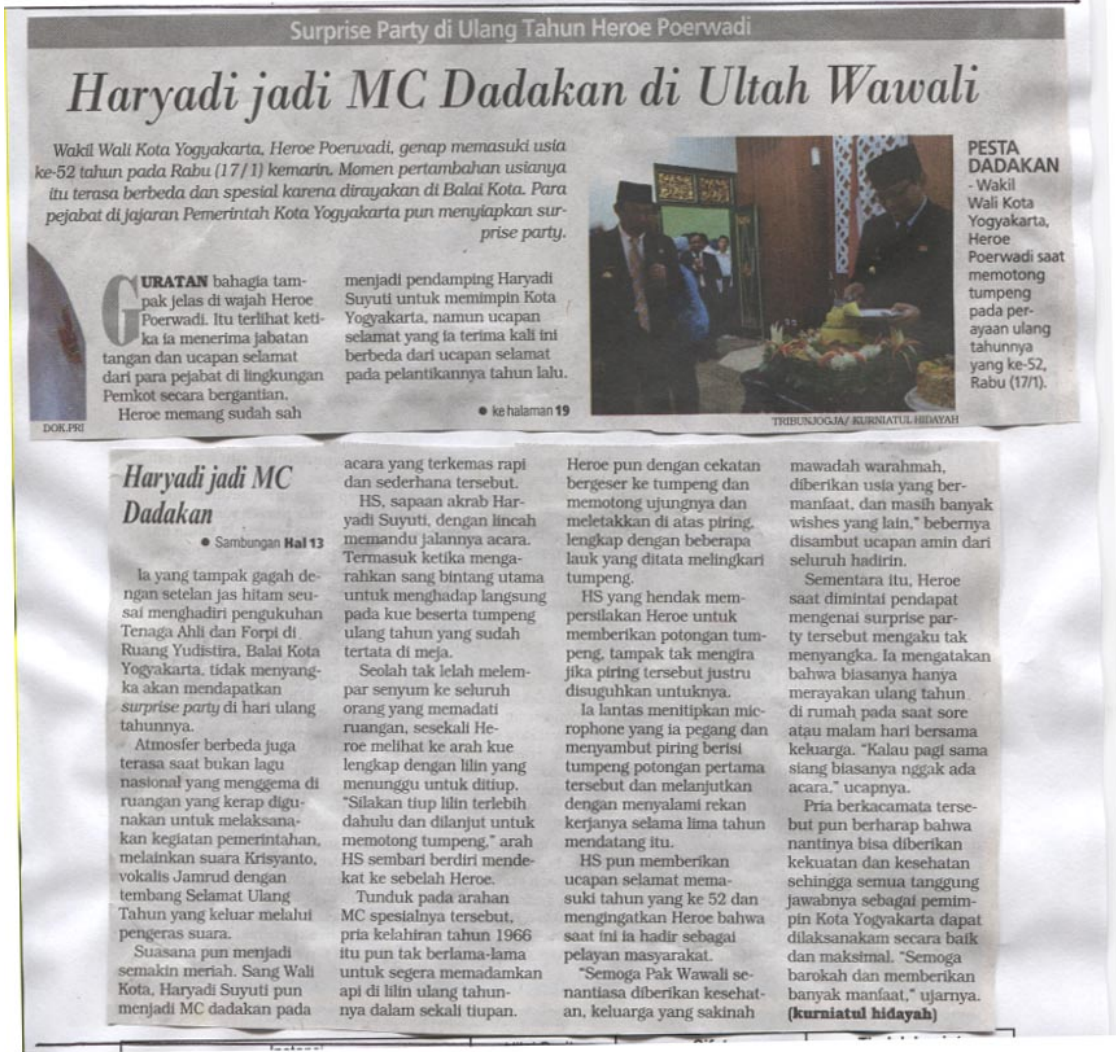 Surprise Party di Ulang Tahun Heroe Poerwadi
Haryadi jadi MC Dadakan di Ultah Wawali
Wakil Wali Kota Yogyakarta, Heroe Poerwadi, genap memasuki usia
ke-52 tahun pada Rabu (17/1) kemarin. Momen pertambahan usianya
itu terasa berbeda dan spesial karena dirayakan di Balai Kota. Para
pejabat di jajaran Pemerintah Kota Yogyakarta pun menyiapkan sur-
prise party.
GURATAN bahagia tam-
pak jelas di wajah Heroe
Poerwadi. Itu terlihat keti-
ka ia menerima jabatan
tangan dan ucapan selamat
dari para pejabat di lingkungan
Pemkot secara bergantian.
Heroe memang sudah sah
menjadi pendamping Haryadi
Suyuti untuk memimpin Kota
Yogyakarta, namun ucapan
selamat yang ia terima kali ini
berbeda dari ucapan selamat
pada pelantikannya tahun lalu.
● ke halaman 19
PESTA
DADAKAN
- Wakil
Wali Kota
Yogyakarta,
Heroe
Poerwadi saat
memotong
tumpeng
pada per-
ayaan ulang
tahunnya
yang ke-52,
Rabu (17/1).
DOK.PRI
TRIBUNJOGJA/ KURNIATUL HIDAYAH
Haryadi jadi MC
Dadakan
● Sambungan Hal 13
Ia yang tampak gagah de-
ngan setelan jas hitam seu-
sai menghadiri pengukuhan
Tenaga Ahli dan Forpi di
Ruang Yudistira, Balai Kota
Yogyakarta, tidak menyang-
ka akan mendapatkan
surprise party di hari ulang
tahunnya.
Atmosfer berbeda juga
terasa saat bukan lagu
nasional yang menggema di
ruangan yang kerap digu-
nakan untuk melaksana-
kan kegiatan pemerintahan,
melainkan suara Krisyanto,
vokalis Jamrud dengan
tembang Selamat Ulang
Tahun yang keluar melalui
pengeras suara.
Suasana pun menjadi
semakin meriah. Sang Wali
Kota, Haryadi Suyuti pun
menjadi MC dadakan pada
acara yang terkemas rapi
dan sederhana tersebut.
HS, sapaan akrab Har-
yadi Suyuti, dengan lincah
memandu jalannya acara.
Termasuk ketika menga-
rahkan sang bintang utama
untuk menghadap langsung
pada kue beserta tumpeng
ulang tahun yang sudah
tertata di meja.
Seolah tak lelah melem-
par senyum ke seluruh
orang yang memadati
ruangan, sesekali He-
roe melihat ke arah kue
lengkap dengan lilin yang
menunggu untuk ditiup.
"Silakan tiup lilin terlebih
dahulu dan dilanjut untuk
memotong tumpeng," arah
HS sembari berdiri mende-
kat ke sebelah Heroe.
Tunduk pada arahan
MC spesialnya tersebut,
pria kelahiran tahun 1966
itu pun tak berlama-lama
untuk segera memadamkan
api di lilin ulang tahun-
nya dalam sekali tiupan.
Heroe pun dengan cekatan
bergeser ke tumpeng dan
memotong ujungnya dan
meletakkan di atas piring,
lengkap dengan beberapa
lauk yang ditata melingkari
tumpeng.
HS yang hendak mem-
persilakan Heroe untuk
memberikan potongan tum-
peng, tampak tak mengira
jika piring tersebut justru
disuguhkan untuknya.
Ia lantas menitipkan mic-
rophone yang ia pegang dan
menyambut piring berisi
tumpeng potongan pertama
tersebut dan melanjutkan
dengan menyalami rekan
kerjanya selama lima tahun
mendatang itu.
HS pun memberikan
ucapan selamat mema-
suki tahun yang ke 52 dan
mengingatkan Heroe bahwa
saat ini ia hadir sebagai
pelayan masyarakat.
"Semoga Pak Wawali se-
nantiasa diberikan kesehat-
an, keluarga yang sakinah
mawadah warahmah,
diberikan usia yang ber-
manfaat, dan masih banyak
wishes yang lain," bebernya
disambut ucapan amin dari
seluruh hadirin.
Sementara itu, Heroe
saat dimintai pendapat
mengenai surprise par-
ty tersebut mengaku tak
menyangka. Ia mengatakan
bahwa biasanya hanya
merayakan ulang tahun
di rumah pada saat sore
atau malam hari bersama
keluarga. "Kalau pagi sama
siang biasanya nggak ada
acara," ucapnya.
Pria berkacamata terse-
but pun berharap bahwa
nantinya bisa diberikan
kekuatan dan kesehatan
sehingga semua tanggung
jawabnya sebagai pemim-
pin Kota Yogyakarta dapat
dilaksanakam secara baik
dan maksimal. "Semoga
barokah dan memberikan
banyak manfaat," ujarnya.
(kurniatul hidayah)